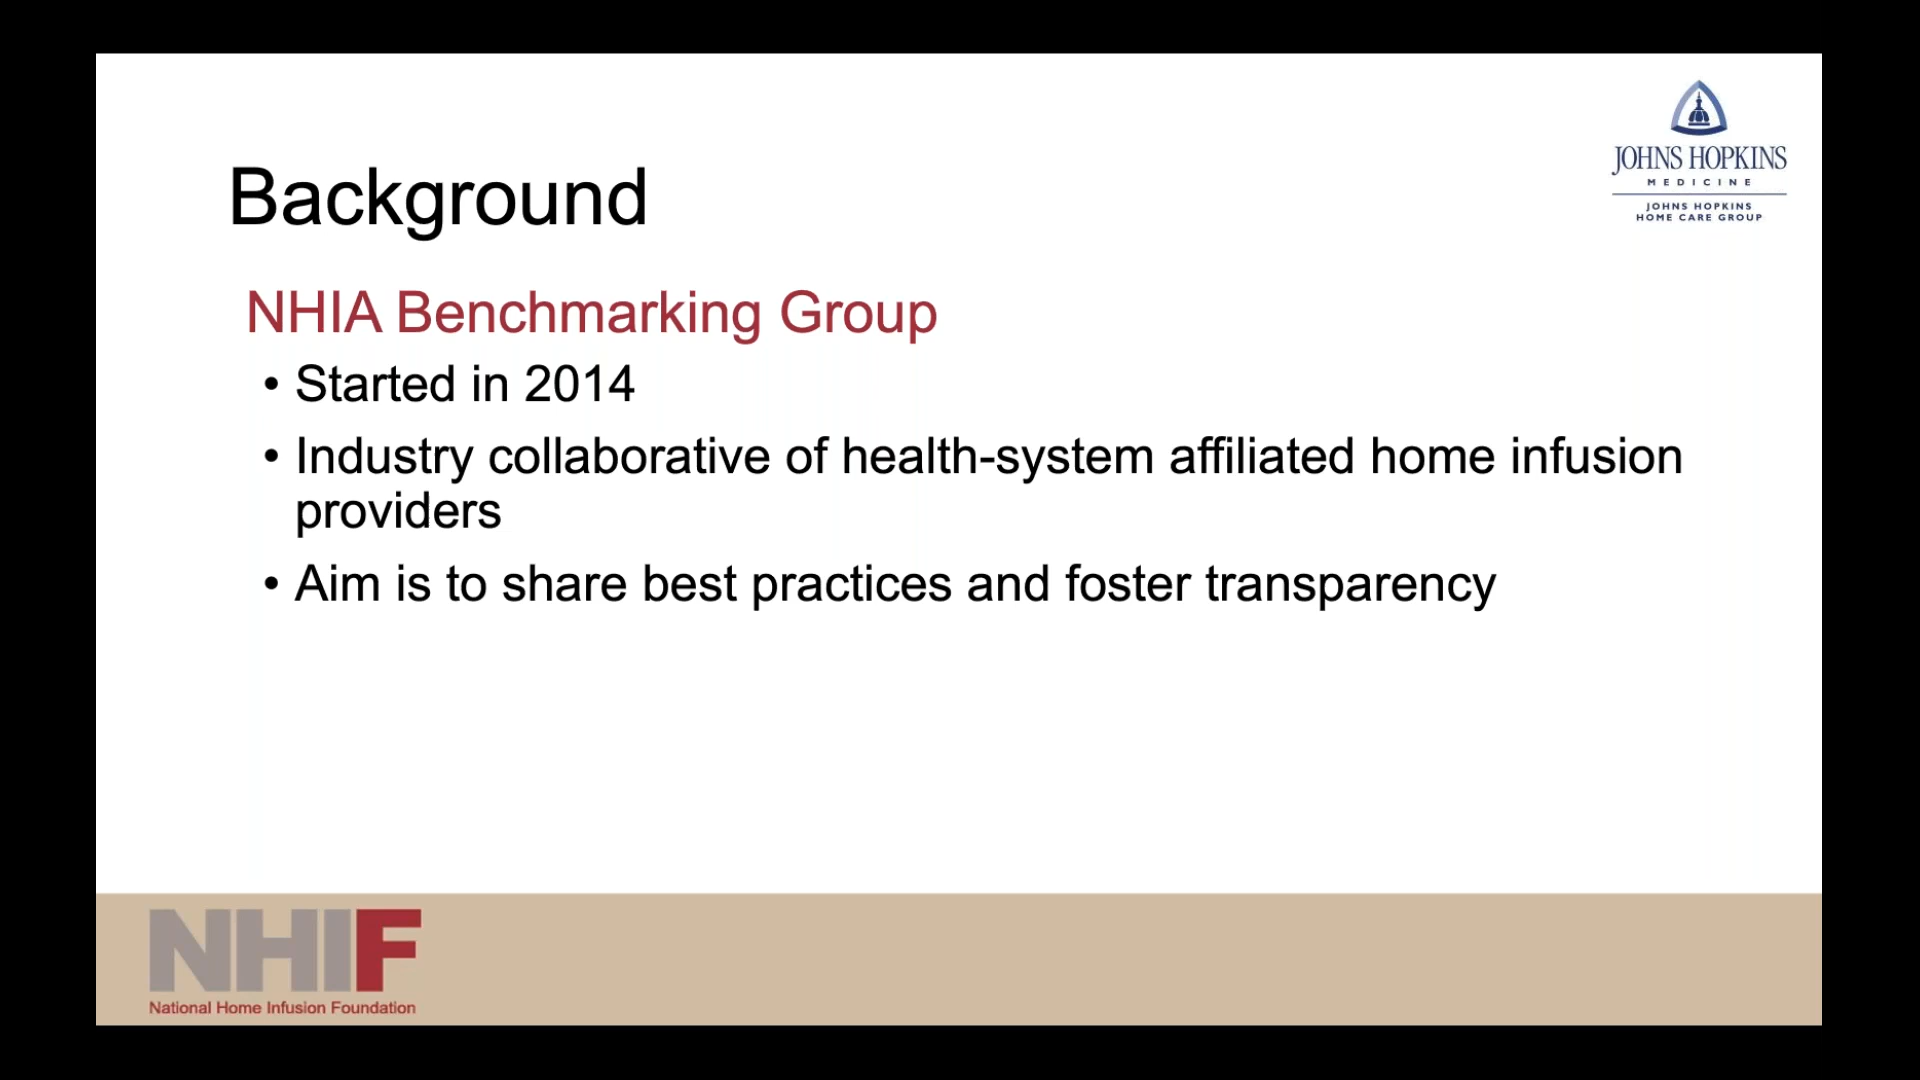 JOHNS HOPKINS
MEDICINE
JOHNS HOPKINS
HOME CARE GROUP
Background
NHIA Benchmarking Group
• Started in 2014
• Industry collaborative of health-system affiliated home infusion
providers
• Aim is to share best practices and foster transparency
NHIF
National Home Infusion Foundation